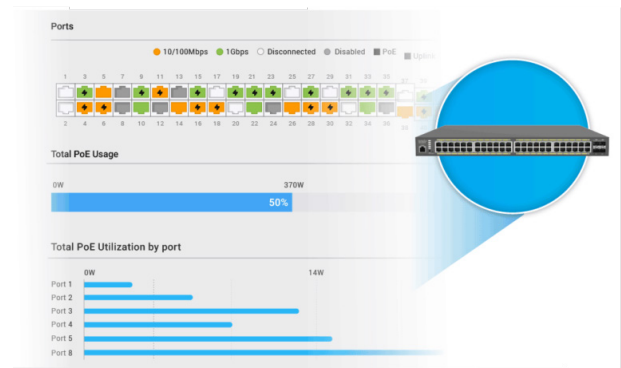 Ports
10/100Mbps 1Gbps Disconnected Disabled PoE Uplink
1 3 5 7 9 11 13 15 17 19 21 23 25 27 29 31 33 35
2 4 6 8 10 12 14 16 18 20 22 24 26 28 30 32 34 36
Total PoE Usage
0W 370W
50%
Total PoE Utilization by port
0W 14W
Port 1
Port 2
Port 3
Port 4
Port 5
Port 8